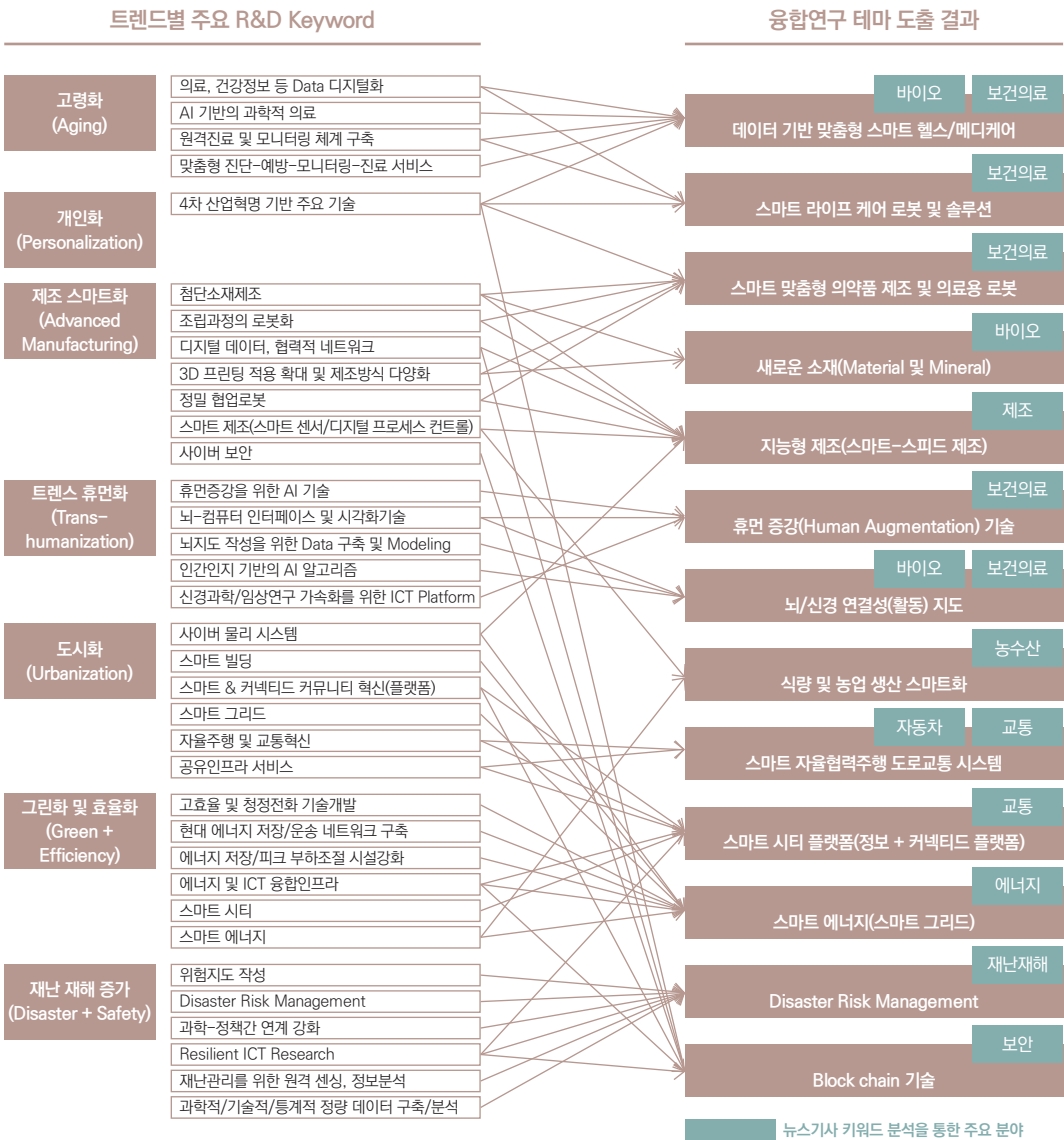 트렌드별 주요 R&D Keyword
고령화
(Aging)
의료, 건강정보 등 Data 디지털화
AI 기반의 과학적 의료
원격진료 및 모니터링 체계 구축
맞춤형 진단-예방-모니터링-진료 서비스
개인화
(Personalization)
4차 산업혁명 기반 주요 기술
제조 스마트화
(Advanced
Manufacturing)
첨단소재제조
조립과정의 로봇화
디지털 데이터, 협력적 네트워크
3D 프린팅 적용 확대 및 제조방식 다양화
정밀 협업로봇
스마트 제조(스마트 센서/디지털 프로세스 컨트롤)
사이버 보안
트렌스 휴먼화
(Trans-
humanization)
휴먼증강을 위한 AI 기술
뇌-컴퓨터 인터페이스 및 시각화기술
뇌지도 작성을 위한 Data 구축 및 Modeling
인간인지 기반의 AI 알고리즘
신경과학/임상연구 가속화를 위한 ICT Platform
도시화
(Urbanization)
사이버 물리 시스템
스마트 빌딩
스마트 & 커넥티드 커뮤니티 혁신(플랫폼)
스마트 그리드
자율주행 및 교통혁신
공유인프라 서비스
그린화 및 효율화
(Green +
Efficiency)
고효율 및 청정전화 기술개발
현대 에너지 저장/운송 네트워크 구축
에너지 저장/피크 부하조절 시설강화
에너지 및 ICT 융합인프라
스마트 시티
스마트 에너지
재난 재해 증가
(Disaster + Safety)
위험지도 작성
Disaster Risk Management
과학-정책간 연계 강화
Resilient ICT Research
재난관리를 위한 원격 센싱, 정보분석
과학적/기술적/통계적 정량 데이터 구축/분석
융합연구 테마 도출 결과
바이오 보건의료
데이터 기반 맞춤형 스마트 헬스/메디케어
보건의료
스마트 라이프 케어 로봇 및 솔루션
보건의료
스마트 맞춤형 의약품 제조 및 의료용 로봇
바이오
새로운 소재(Material 및 Mineral)
제조
지능형 제조(스마트-스피드 제조)
보건의료
휴먼 증강(Human Augmentation) 기술
바이오 보건의료
뇌/신경 연결성(활동) 지도
농수산
식량 및 농업 생산 스마트화
자동차 교통
스마트 자율협력주행 도로교통 시스템
교통
스마트 시티 플랫폼(정보 + 커넥티드 플랫폼)
에너지
스마트 에너지(스마트 그리드)
재난재해
Disaster Risk Management
보안
Block chain 기술
뉴스기사 키워드 분석을 통한 주요 분야